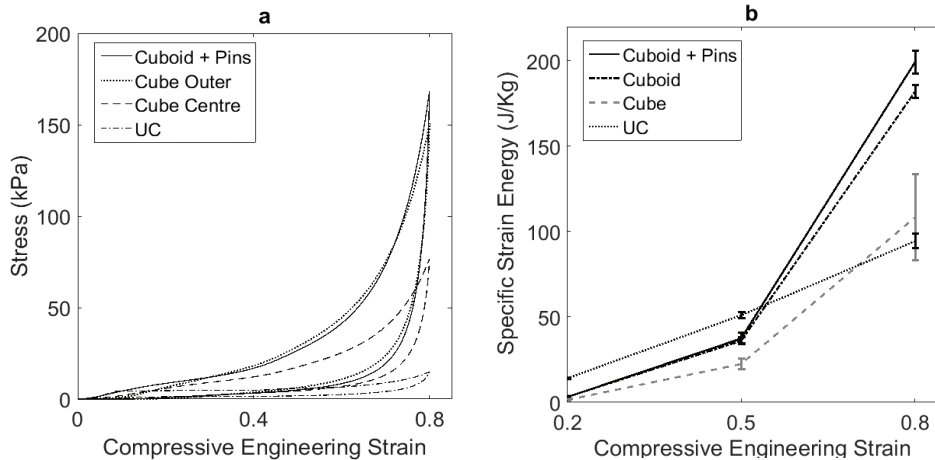 a
200
150
100
50
0
Stress (kPa)
Cuboid + Pins
Cube Outer
Cube Centre
UC
0
0.4
0.8
Compressive Engineering Strain
b
200
150
100
50
0
Specific Strain Energy (J/Kg)
Cuboid + Pins
Cuboid
Cube
UC
0.2
0.5
0.8
Compressive Engineering Strain